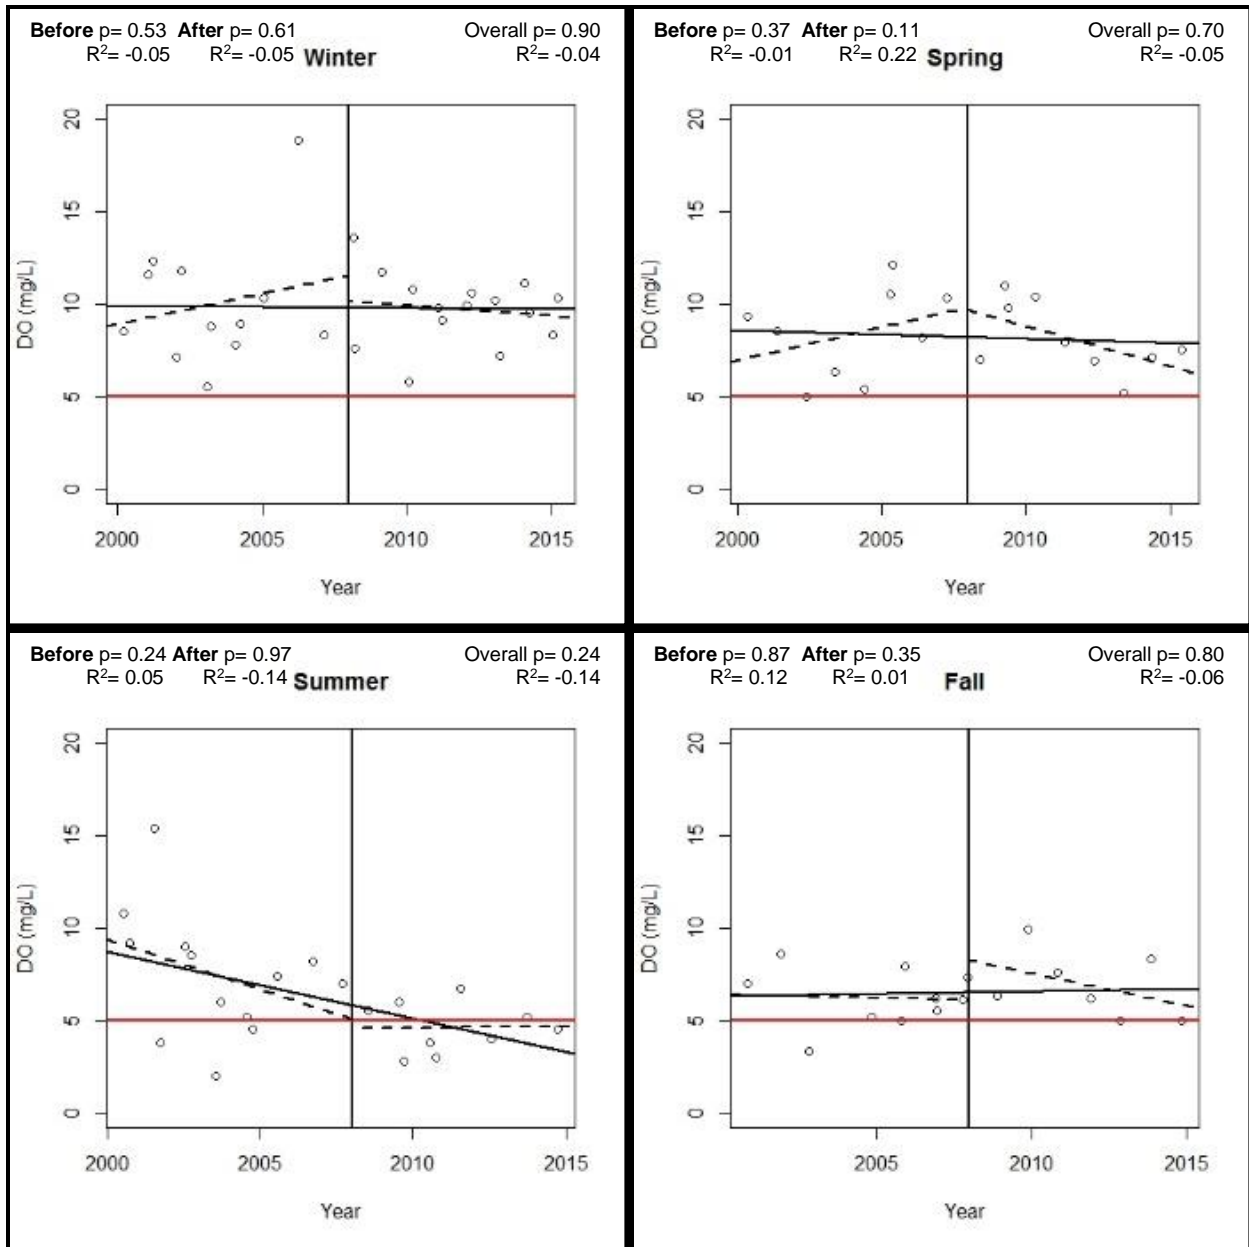 Before p= 0.53 After p= 0.61 Overall p= 0.90
R²= -0.05 R²= -0.05 Winter R²= -0.04
20
15
10
5
0
DO (mg/L)
2000 2005 2010 2015
Year
Before p= 0.37 After p= 0.11 Overall p= 0.70
R²= -0.01 R²= 0.22 Spring R²= -0.05
20
15
10
5
0
DO (mg/L)
2000 2005 2010 2015
Year
Before p= 0.24 After p= 0.97 Overall p= 0.24
R²= 0.05 R²= -0.14 Summer R²= -0.14
20
15
10
5
0
DO (mg/L)
2000 2005 2010 2015
Year
Before p= 0.87 After p= 0.35 Overall p= 0.80
R²= 0.12 R²= 0.01 Fall R²= -0.06
20
15
10
5
0
DO (mg/L)
2005 2010 2015
Year